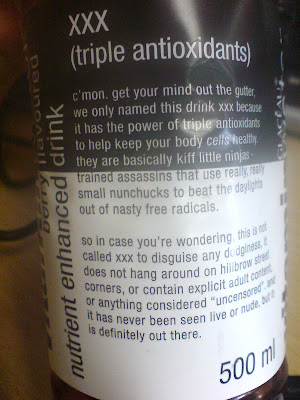 xxx
(triple antioxidants)
c'mon. get your mind out the gutter,
we only named this drink xxx because
it has the power of triple antioxidants
to help keep your body cells healthy.
they are basically kiff little ninjas
trained assassins that use really, really
small nunchucks to beat the daylights
out of nasty free radicals.
so in case you're wondering, this is not
called xxx to disguise any dodginess, it
does not hang around on hillbrow street
corners, or contain explicit adult content,
or anything considered "uncensored". and
it has never been seen live or nude, but it
is definitely out there.
500 ml
berry flavoured
nutrient enhanced drink